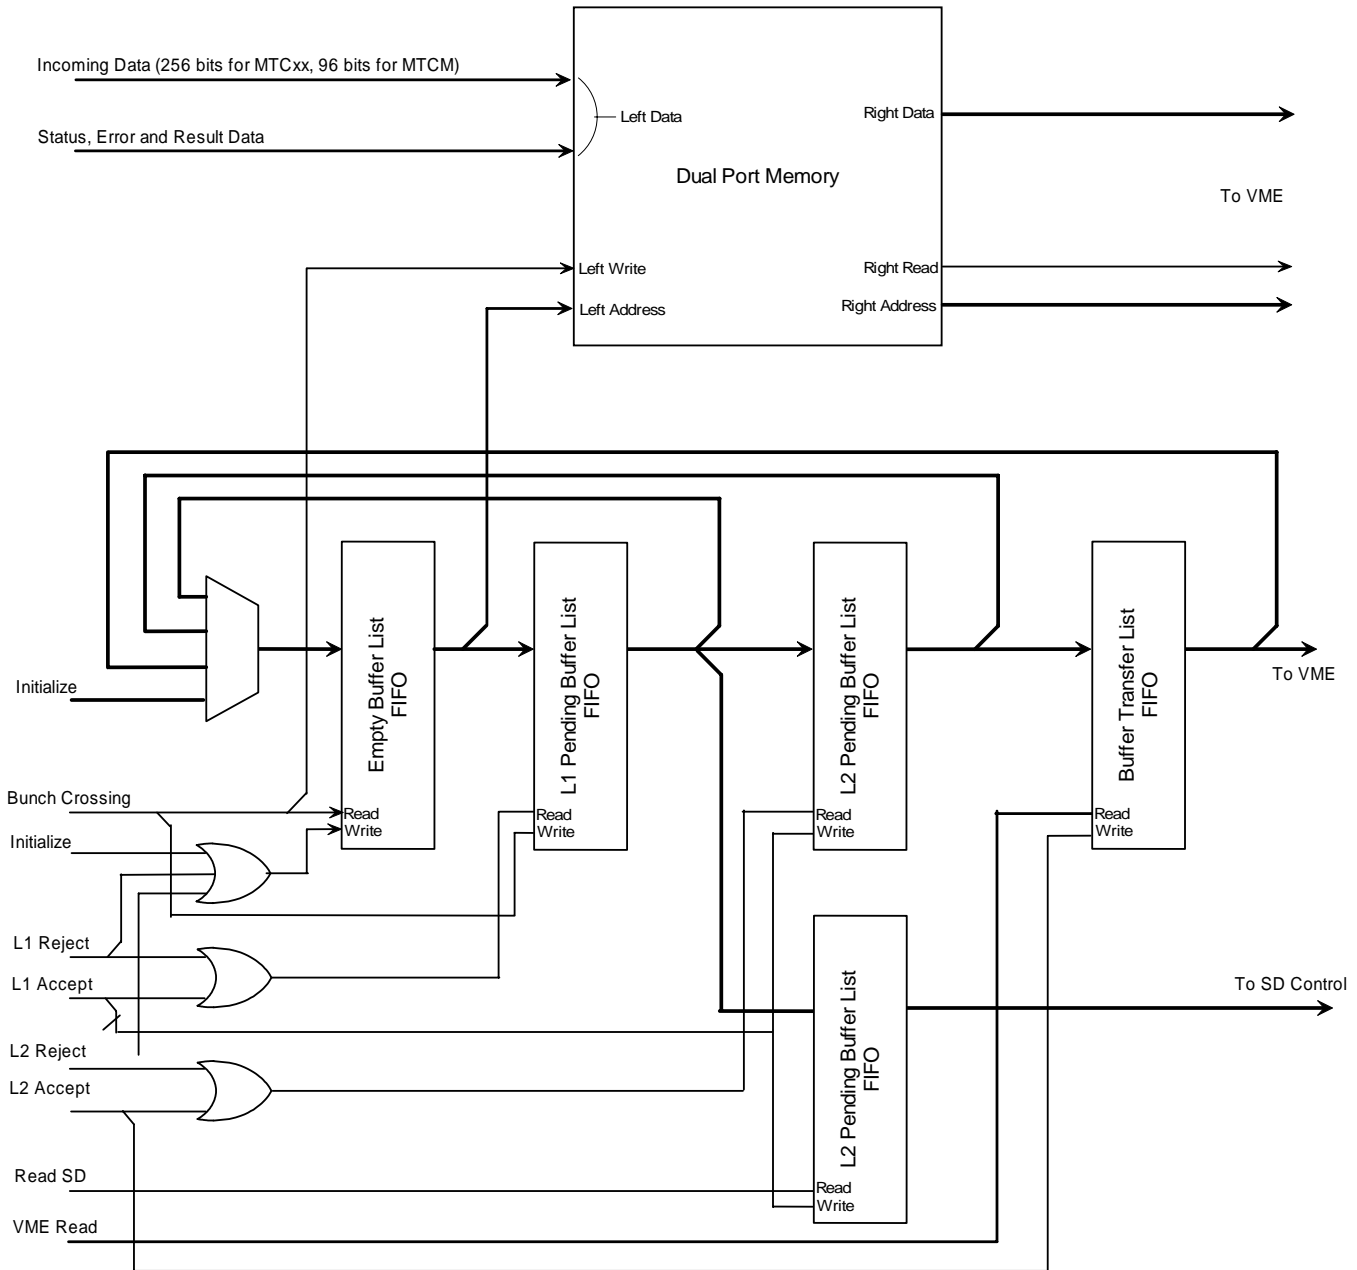 Incoming Data (256 bits for MTCxx, 96 bits for MTCM)
Status, Error and Result Data
Left Data
Right Data
Dual Port Memory
To VME
Left Write
Right Read
Left Address
Right Address
Initialize
Empty Buffer List
FIFO
L1 Pending Buffer List
FIFO
L2 Pending Buffer List
FIFO
Buffer Transfer List
FIFO
To VME
Bunch Crossing
Initialize
Read
Write
Read
Write
Read
Write
Read
Write
L1 Reject
L1 Accept
L2 Reject
L2 Accept
L2 Pending Buffer List
FIFO
To SD Control
Read SD
VME Read
Read
Write